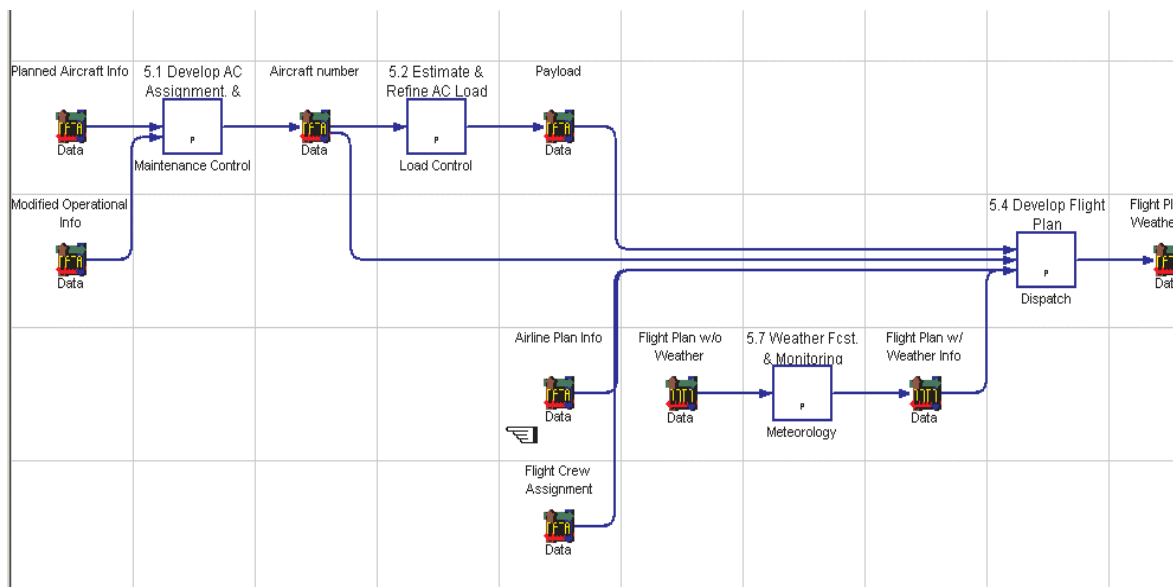 Planned Aircraft Info
5.1 Develop AC
Assignment. &
Aircraft number
5.2 Estimate &
Refine AC Load
Payload
Data
P
Data
P
Data
Maintenance Control
Load Control
Modified Operational
Info
Data
5.4 Develop Flight
Plan
P
Dispatch
Airline Plan Info
Flight Plan w/o
Weather
5.7 Weather Fcst.
& Monitoring
Flight Plan w/
Weather Info
Data
Data
P
Data
Meteorology
Flight Crew
Assignment
Data